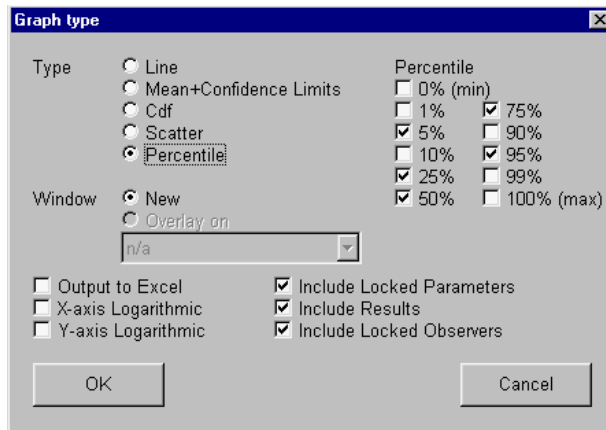 Graph type
Type
Line
Mean+Confidence Limits
Cdf
Scatter
Percentile
Percentile
0% (min)
1%
75%
5%
90%
10%
95%
25%
99%
50%
100% (max)
Window
New
Overlay on
n/a
Output to Excel
X-axis Logarithmic
Y-axis Logarithmic
Include Locked Parameters
Include Results
Include Locked Observers
OK
Cancel